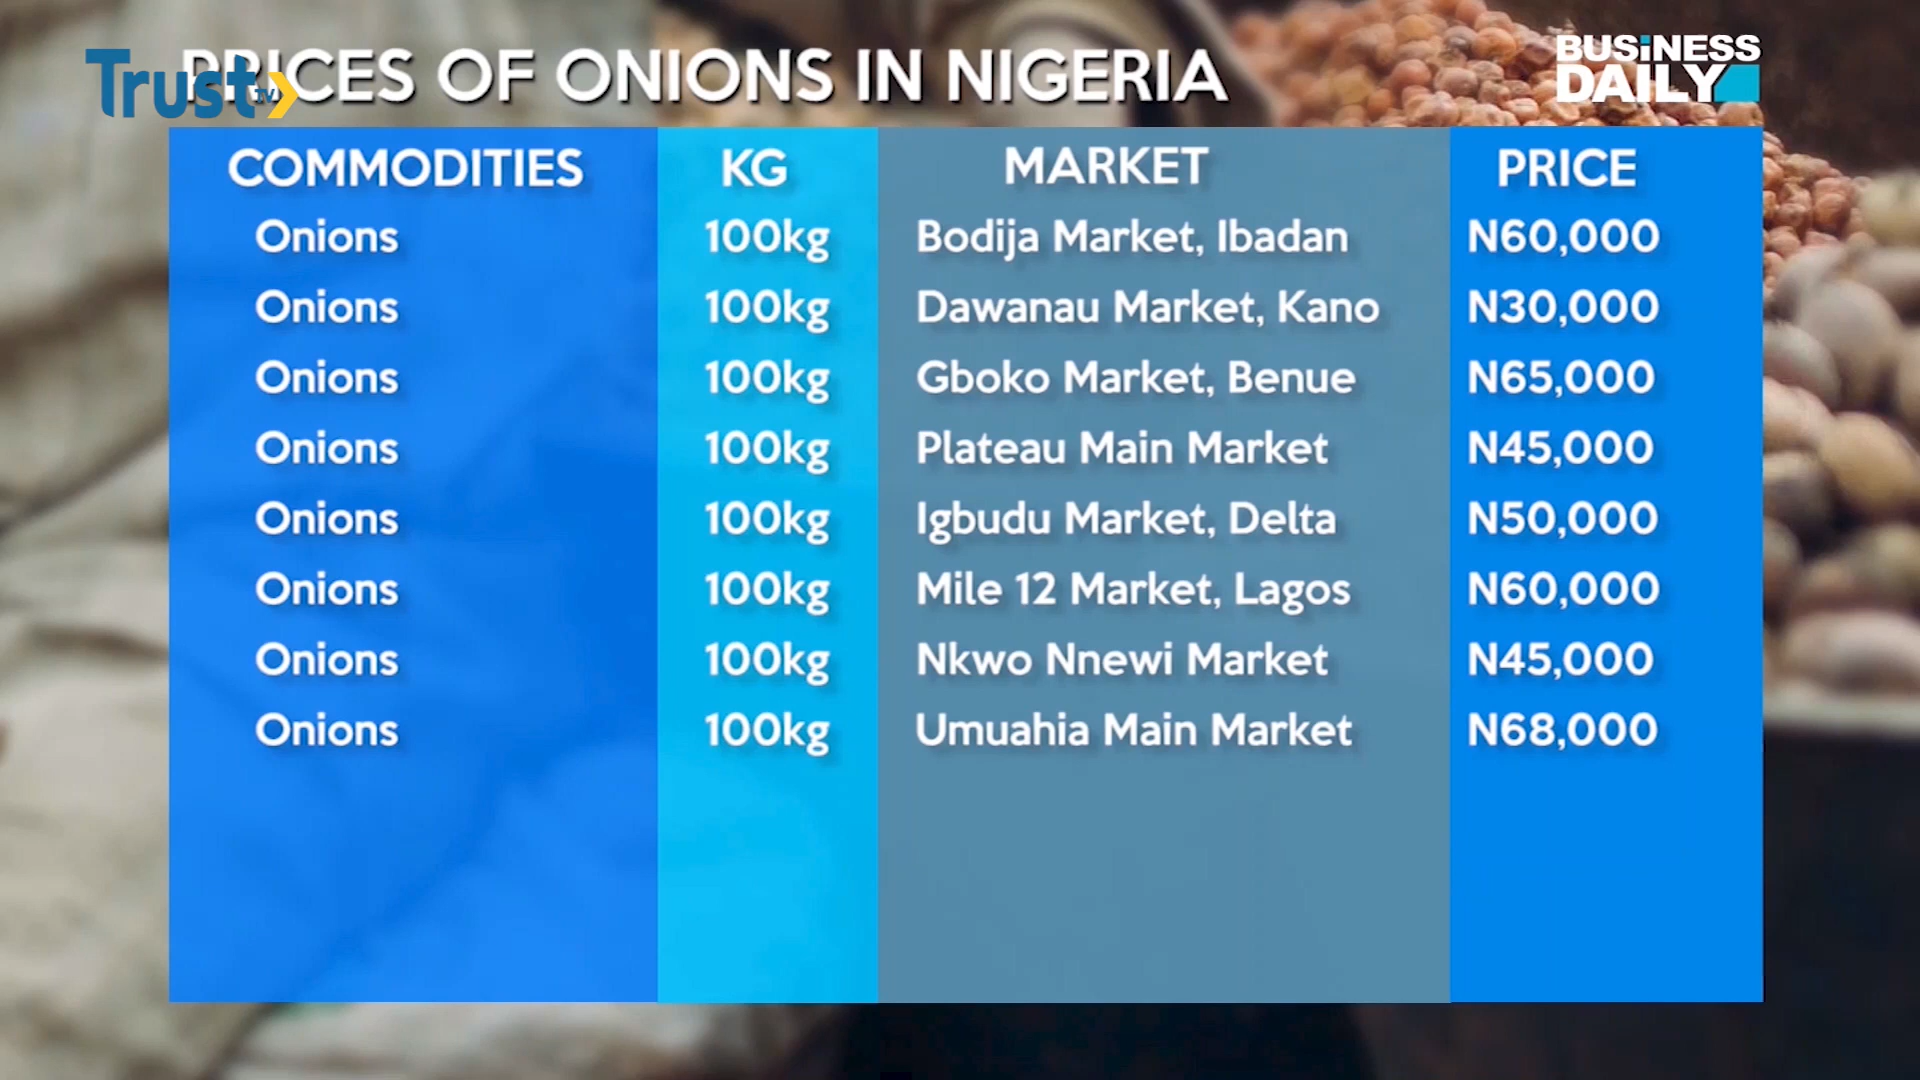 PRICES OF ONIONS IN NIGERIA
Trust TV
BUSiNESS
DAILY
COMMODITIES KG MARKET PRICE
Onions 100kg Bodija Market, Ibadan N60,000
Onions 100kg Dawanau Market, Kano N30,000
Onions 100kg Gboko Market, Benue N65,000
Onions 100kg Plateau Main Market N45,000
Onions 100kg Igbudu Market, Delta N50,000
Onions 100kg Mile 12 Market, Lagos N60,000
Onions 100kg Nkwo Nnewi Market N45,000
Onions 100kg Umuahia Main Market N68,000